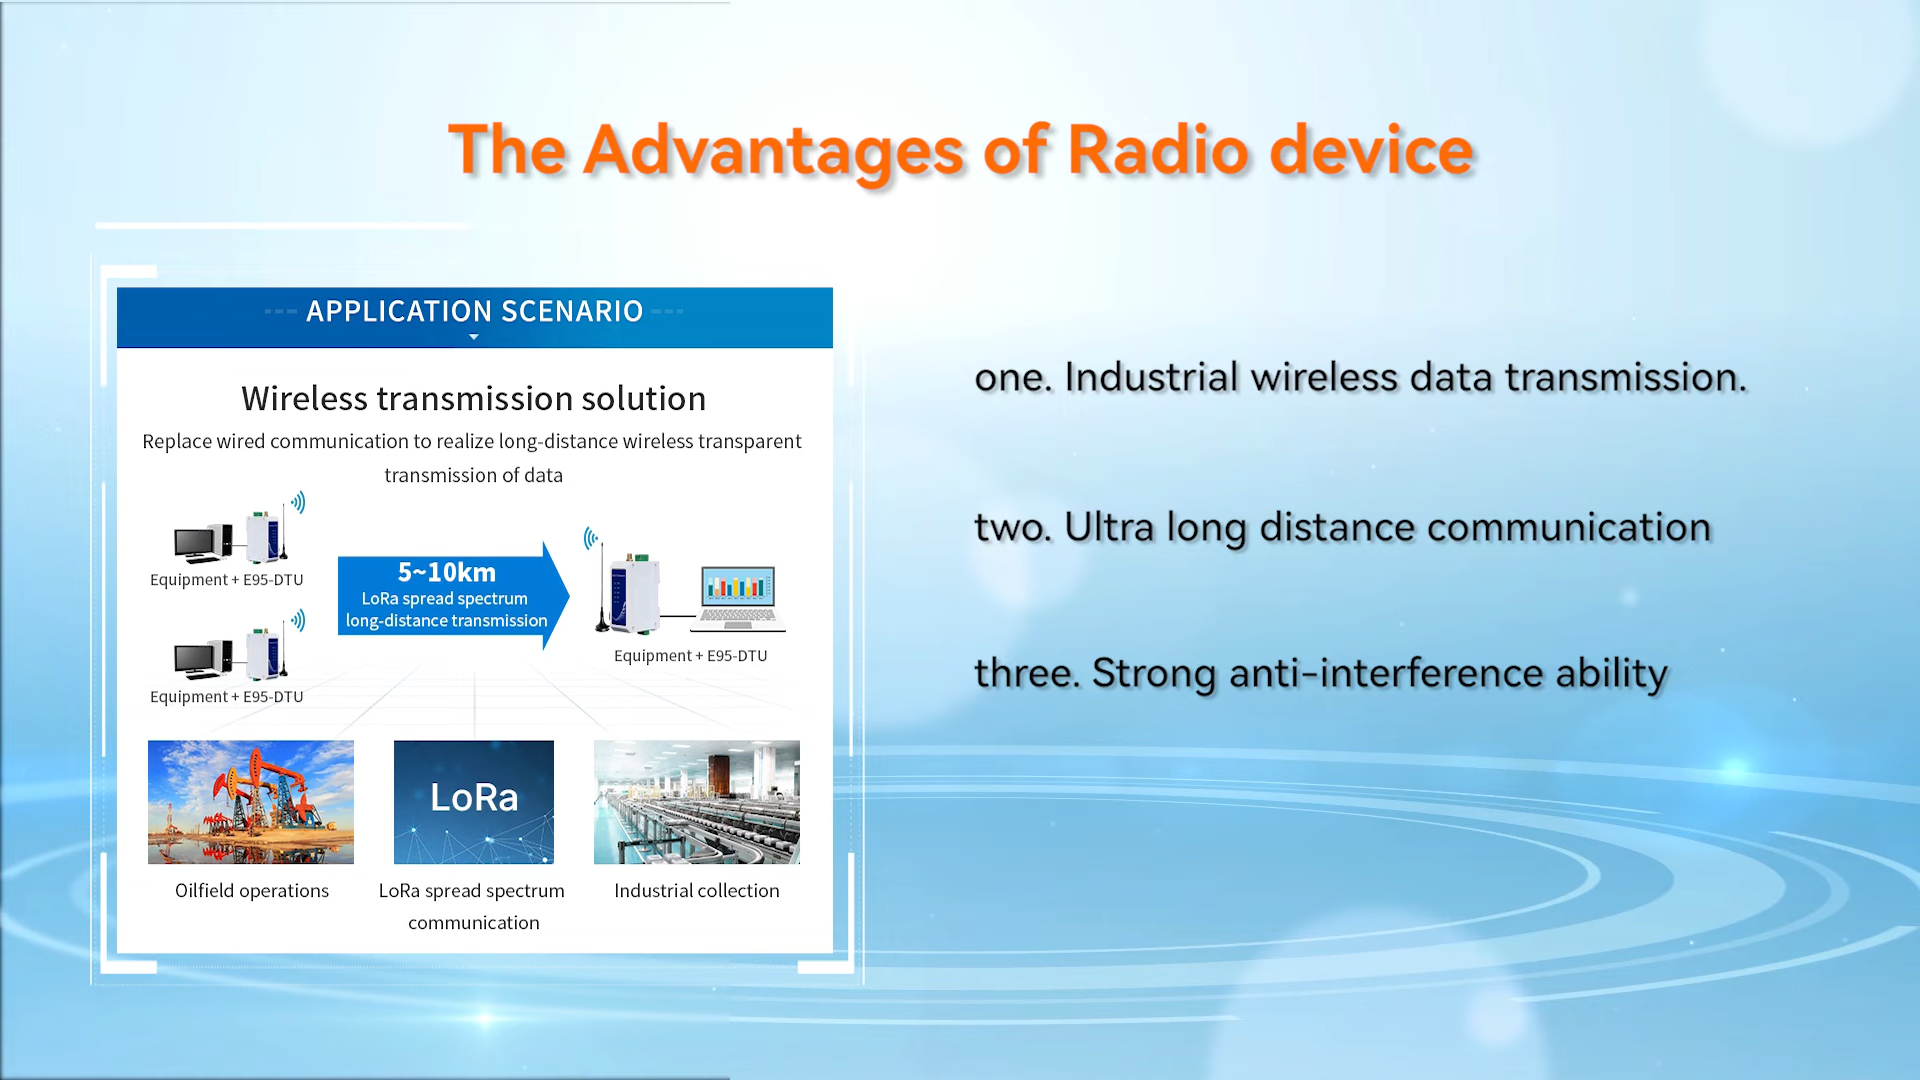 The Advantages of Radio device
APPLICATION SCENARIO
Wireless transmission solution
Replace wired communication to realize long-distance wireless transparent
transmission of data
Equipment + E95-DTU
5~10km
LoRa spread spectrum
long-distance transmission
Equipment + E95-DTU
Equipment + E95-DTU
LoRa
Oilfield operations
LoRa spread spectrum
communication
Industrial collection
one. Industrial wireless data transmission.
two. Ultra long distance communication
three. Strong anti-interference ability